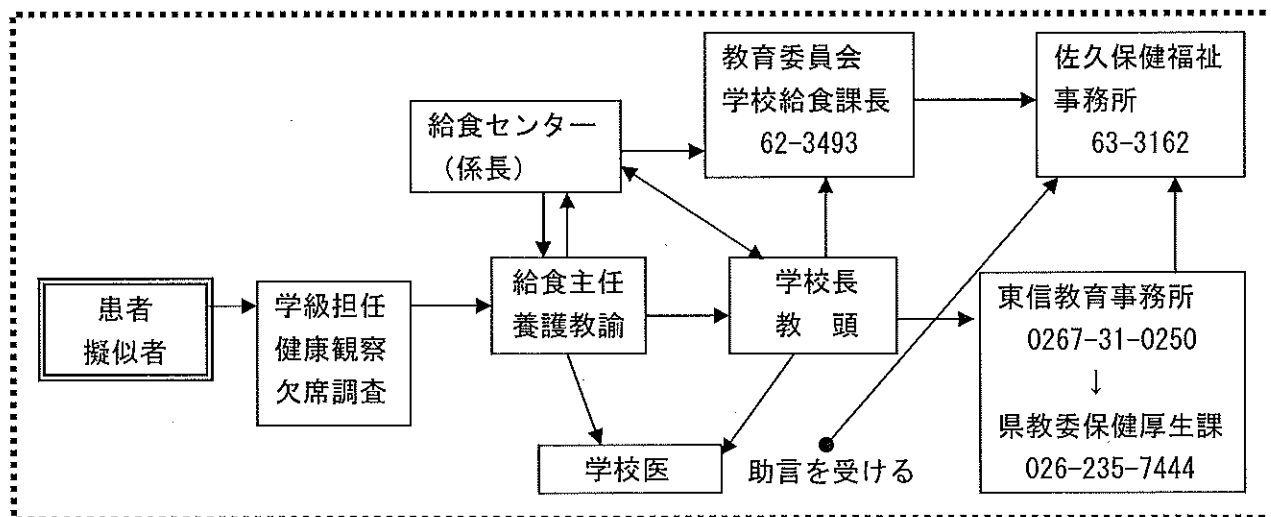 教育委員会
学校給食課長
62-3493
佐久保健福祉
事務所
63-3162
給食センター
(係長)
患者
擬似者
学級担任
健康観察
欠席調査
給食主任
養護教諭
学校長
教 頭
東信教育事務所
0267-31-0250
↓
県教委保健厚生課
026-235-7444
学校医
助言を受ける